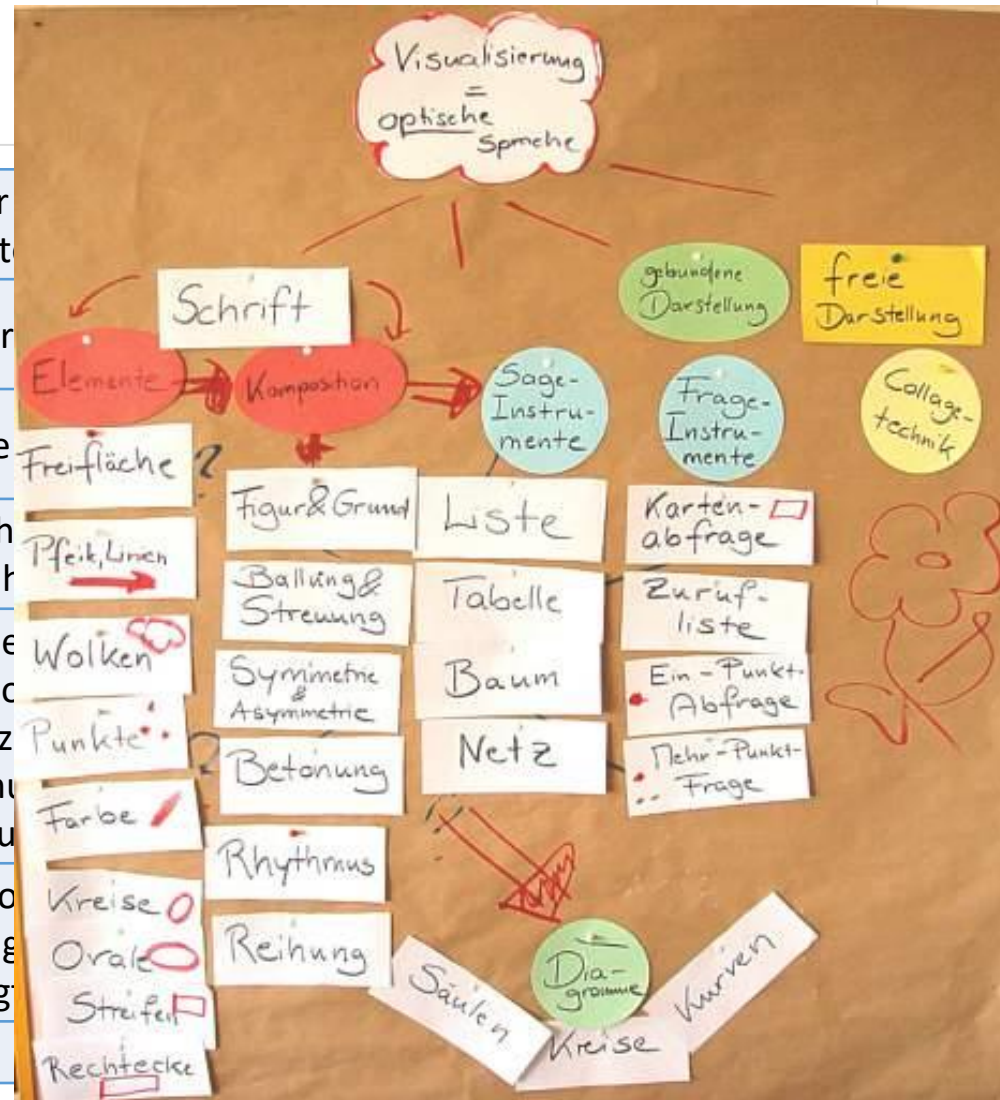 Visualisierung
=
optische
Sprache
Schrift
gebundene
Darstellung
freie
Darstellung
Elemente
Komposition
Sage-
Instru-
mente
Frage-
Instru-
mente
Collage-
technik
Freifläche
?
Pfeile, Linien
Wolken
Punkte
?
Farbe
Kreise
Ovale
Streifen
Rechtecke
Figur & Grund
Ballung &
Streuung
Symmetrie
&
Asymmetrie
Betonung
Rhythmus
Reihung
Liste
Tabelle
Baum
Netz
Karten-
abfrage
Zuruf-
liste
Ein-Punkt-
Abfrage
Mehr-Punkt-
Frage
Dia-
gramme
Säulen
Kreise
Kurven